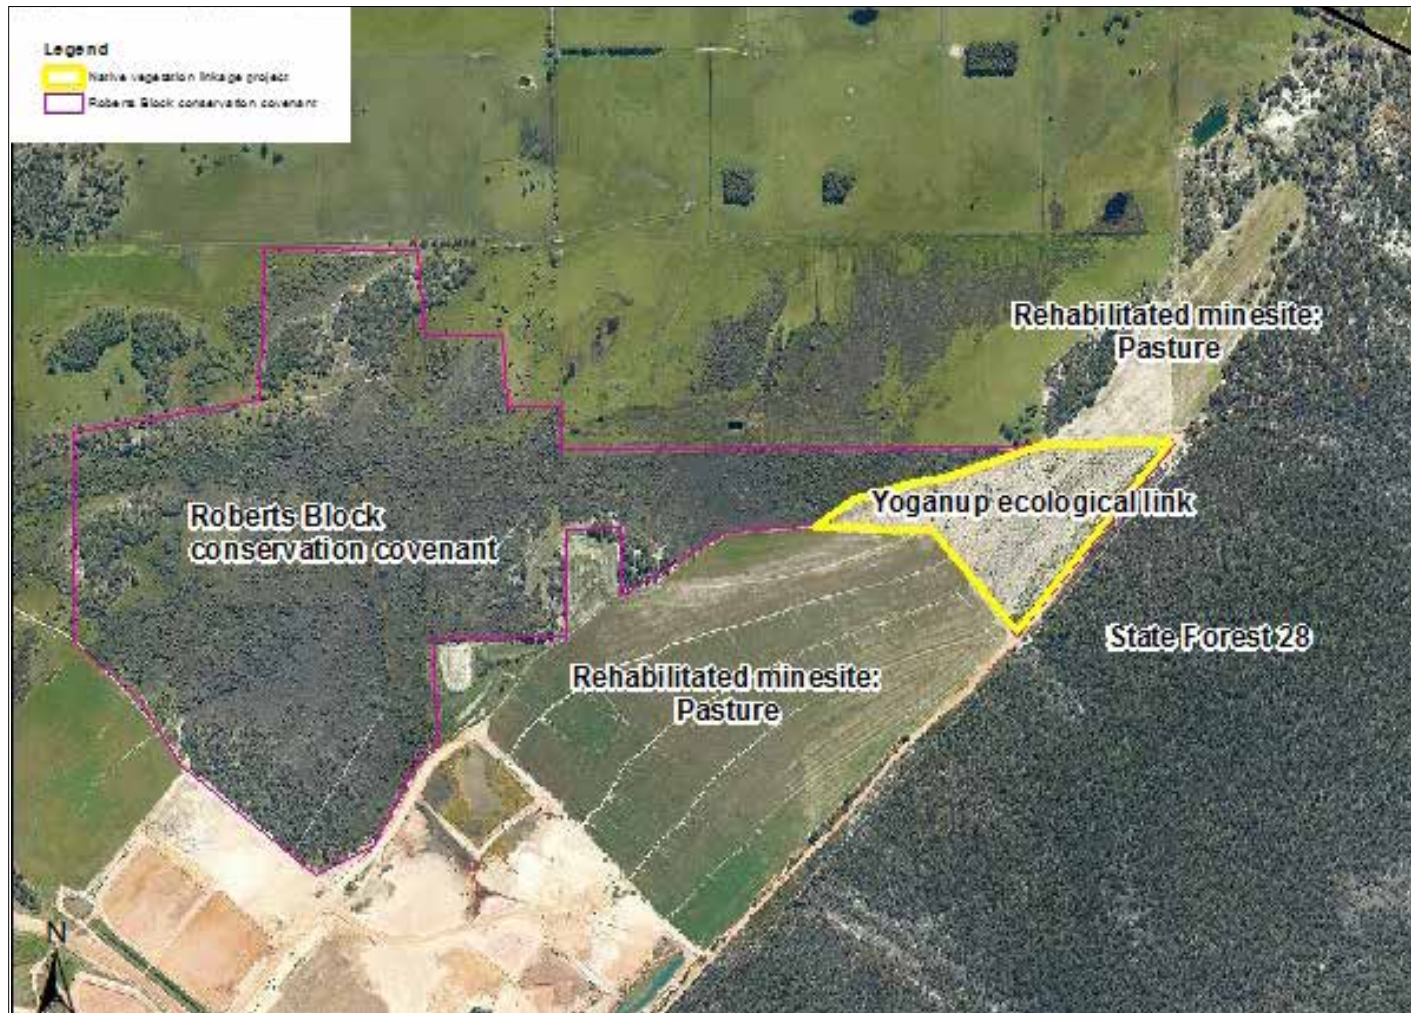 Legend
Native vegetation linkage project
Roberts Block conservation covenant
Rehabilitated minesite:
Pasture
Yoganup ecological link
Roberts Block
conservation covenant
State Forest 28
Rehabilitated minesite:
Pasture
N